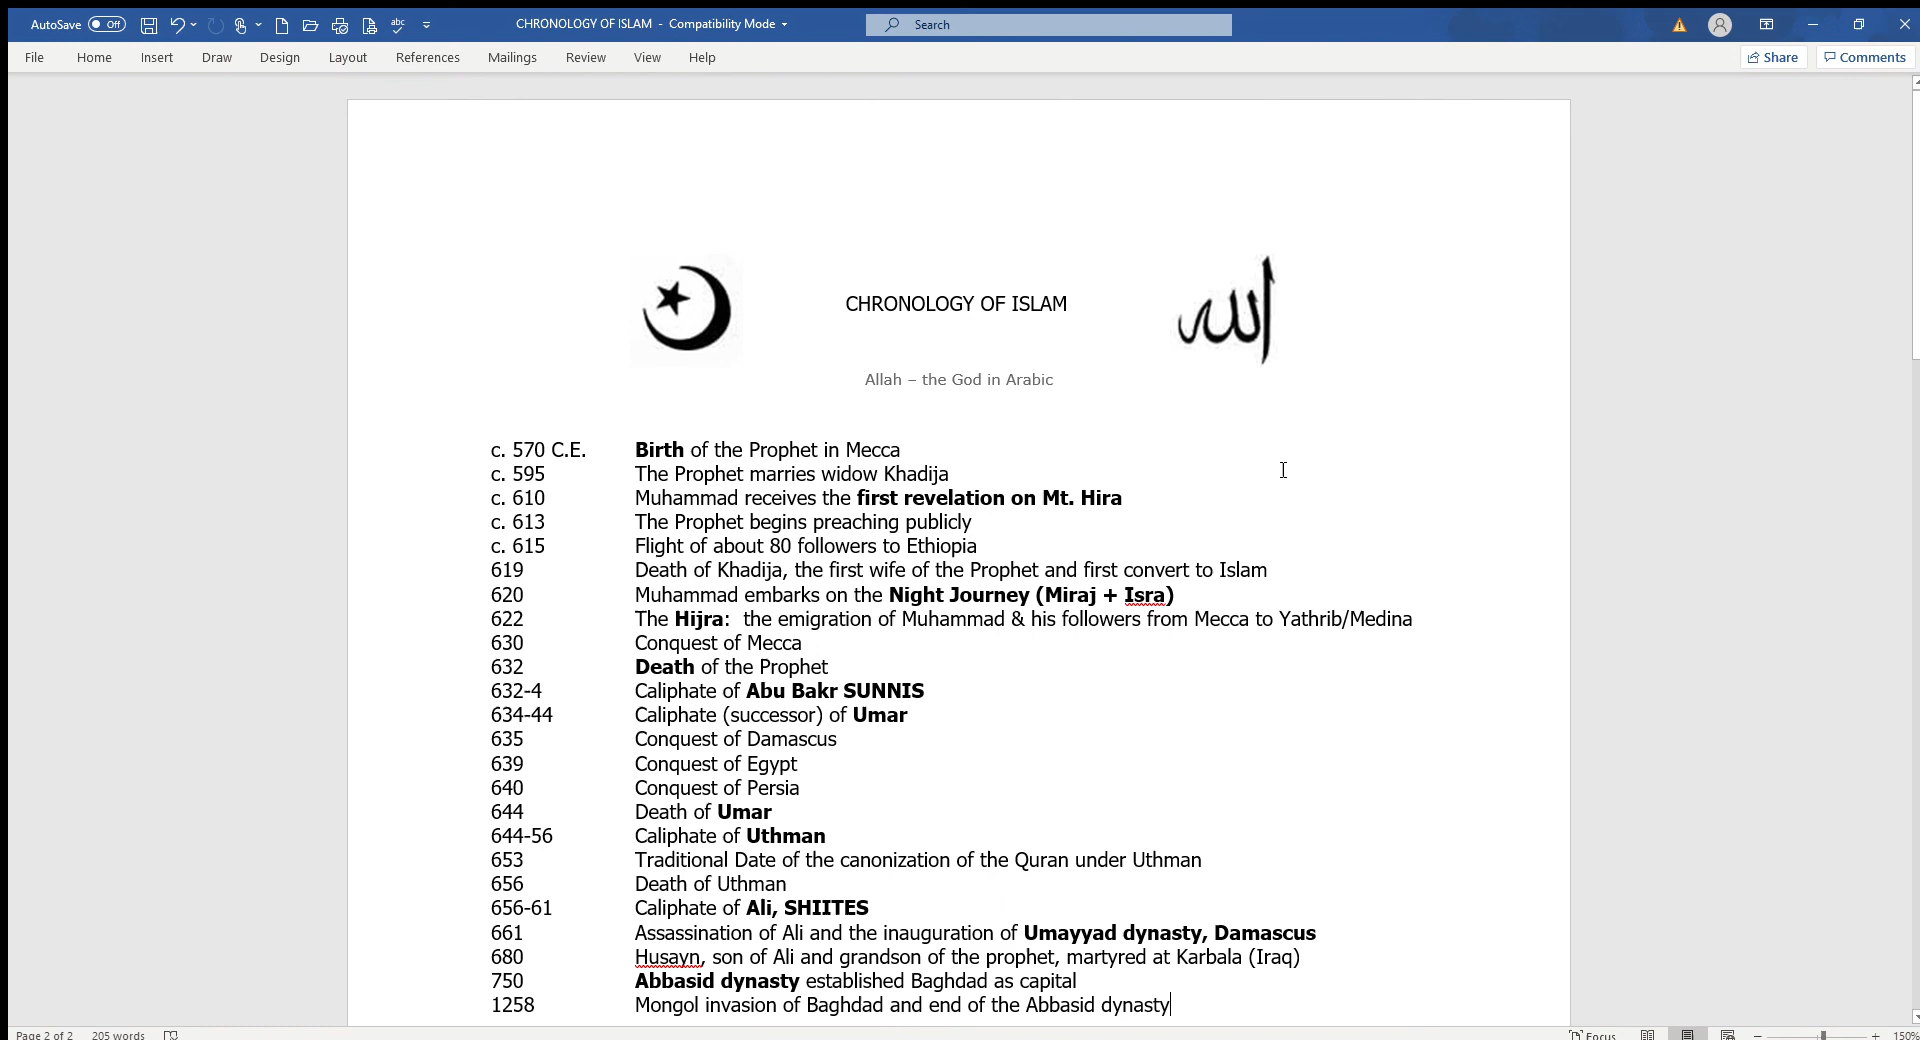 AutoSave Off abc CHRONOLOGY OF ISLAM - Compatibility Mode Search
File Home Insert Draw Design Layout References Mailings Review View Help Share Comments
CHRONOLOGY OF ISLAM
الله
Allah – the God in Arabic
c. 570 C.E. Birth of the Prophet in Mecca
c. 595 The Prophet marries widow Khadija
c. 610 Muhammad receives the first revelation on Mt. Hira
c. 613 The Prophet begins preaching publicly
c. 615 Flight of about 80 followers to Ethiopia
619 Death of Khadija, the first wife of the Prophet and first convert to Islam
620 Muhammad embarks on the Night Journey (Miraj + Isra)
622 The Hijra: the emigration of Muhammad & his followers from Mecca to Yathrib/Medina
630 Conquest of Mecca
632 Death of the Prophet
632-4 Caliphate of Abu Bakr SUNNIS
634-44 Caliphate (successor) of Umar
635 Conquest of Damascus
639 Conquest of Egypt
640 Conquest of Persia
644 Death of Umar
644-56 Caliphate of Uthman
653 Traditional Date of the canonization of the Quran under Uthman
656 Death of Uthman
656-61 Caliphate of Ali, SHIITES
661 Assassination of Ali and the inauguration of Umayyad dynasty, Damascus
680 Husayn, son of Ali and grandson of the prophet, martyred at Karbala (Iraq)
750 Abbasid dynasty established Baghdad as capital
1258 Mongol invasion of Baghdad and end of the Abbasid dynasty
Page 2 of 2 205 words Focus 150%